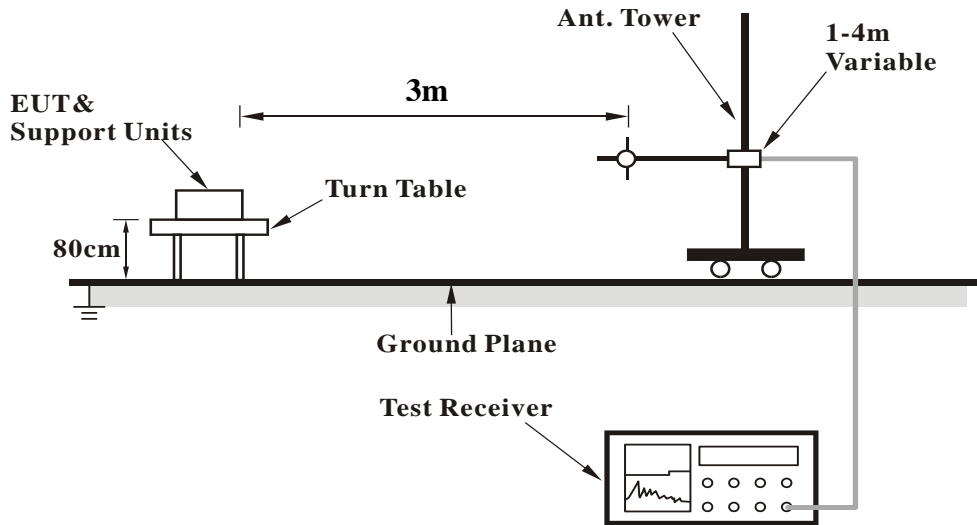 Ant. Tower
1-4m
Variable
3m
EUT&
Support Units
Turn Table
80cm
Ground Plane
Test Receiver